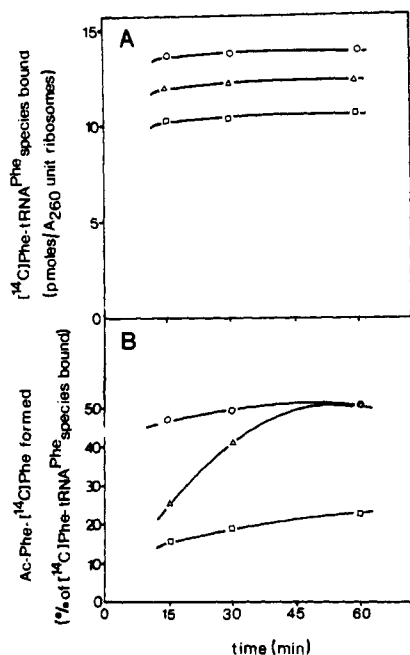 A
15
10
5
0
[14C]Phe-tRNAPhe species bound
(pmoles/A260 unit ribosomes)
B
50
40
30
20
10
0
Ac-Phe-[14C]Phe formed
(% of [14C]Phe-tRNAPhe species bound)
0 15 30 45 60
time (min)